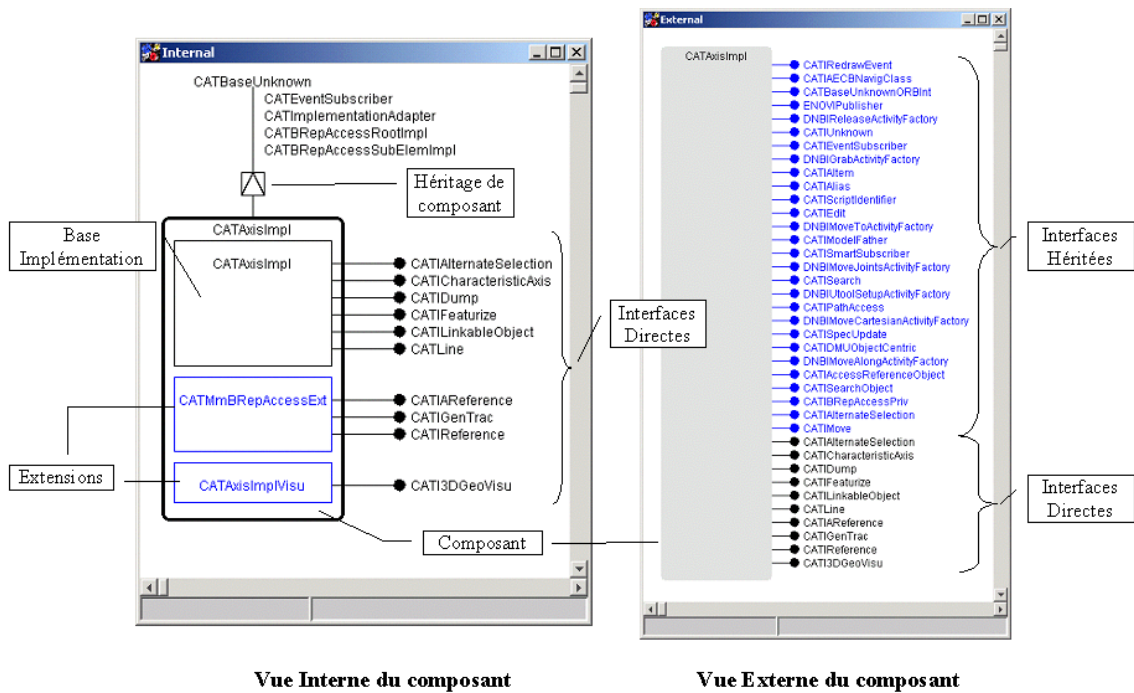 Internal
CATBaseUnknown
CATEventSubscriber
CATImplementationAdapter
CATBRepAccessRootImpl
CATBRepAccessSubElemImpl
Héritage de
composant
Base
Implémentation
CATAxisImpl
CATAxisImpl
CATIAlternateSelection
CATICharacteristicAxis
CATIDump
CATIFeaturize
CATILinkableObject
CATLine
Interfaces
Directes
CATMmBRepAccessExt
CATIAReference
CATIGenTrac
CATIReference
Extensions
CATAxisImplVisu
CATI3DGeoVisu
Composant
External
CATAxisImpl
CATIRedrawEvent
CATIAECBNavigClass
CATBaseUnknownORBInt
ENOVIPublisher
DNBIReleaseActivityFactory
CATIUnknown
CATIEventSubscriber
DNBIGrabActivityFactory
CATIAItem
CATIAlias
CATIScriptIdentifier
CATIEdit
DNBIMoveToActivityFactory
CATIModelFather
CATISmartSubscriber
DNBIMoveJointsActivityFactory
CATISearch
DNBIUtoolSetupActivityFactory
CATIPathAccess
DNBIMoveCartesianActivityFactory
CATISpecUpdate
CATIDMUObjectCentric
DNBIMoveAlongActivityFactory
CATIAccessReferenceObject
CATISearchObject
CATIBRepAccessPriv
CATIAlternateSelection
CATIMove
Interfaces
Héritées
CATIAlternateSelection
CATICharacteristicAxis
CATIDump
CATIFeaturize
CATILinkableObject
CATLine
CATIAReference
CATIGenTrac
CATIReference
CATI3DGeoVisu
Interfaces
Directes
Vue Interne du composant
Vue Externe du composant